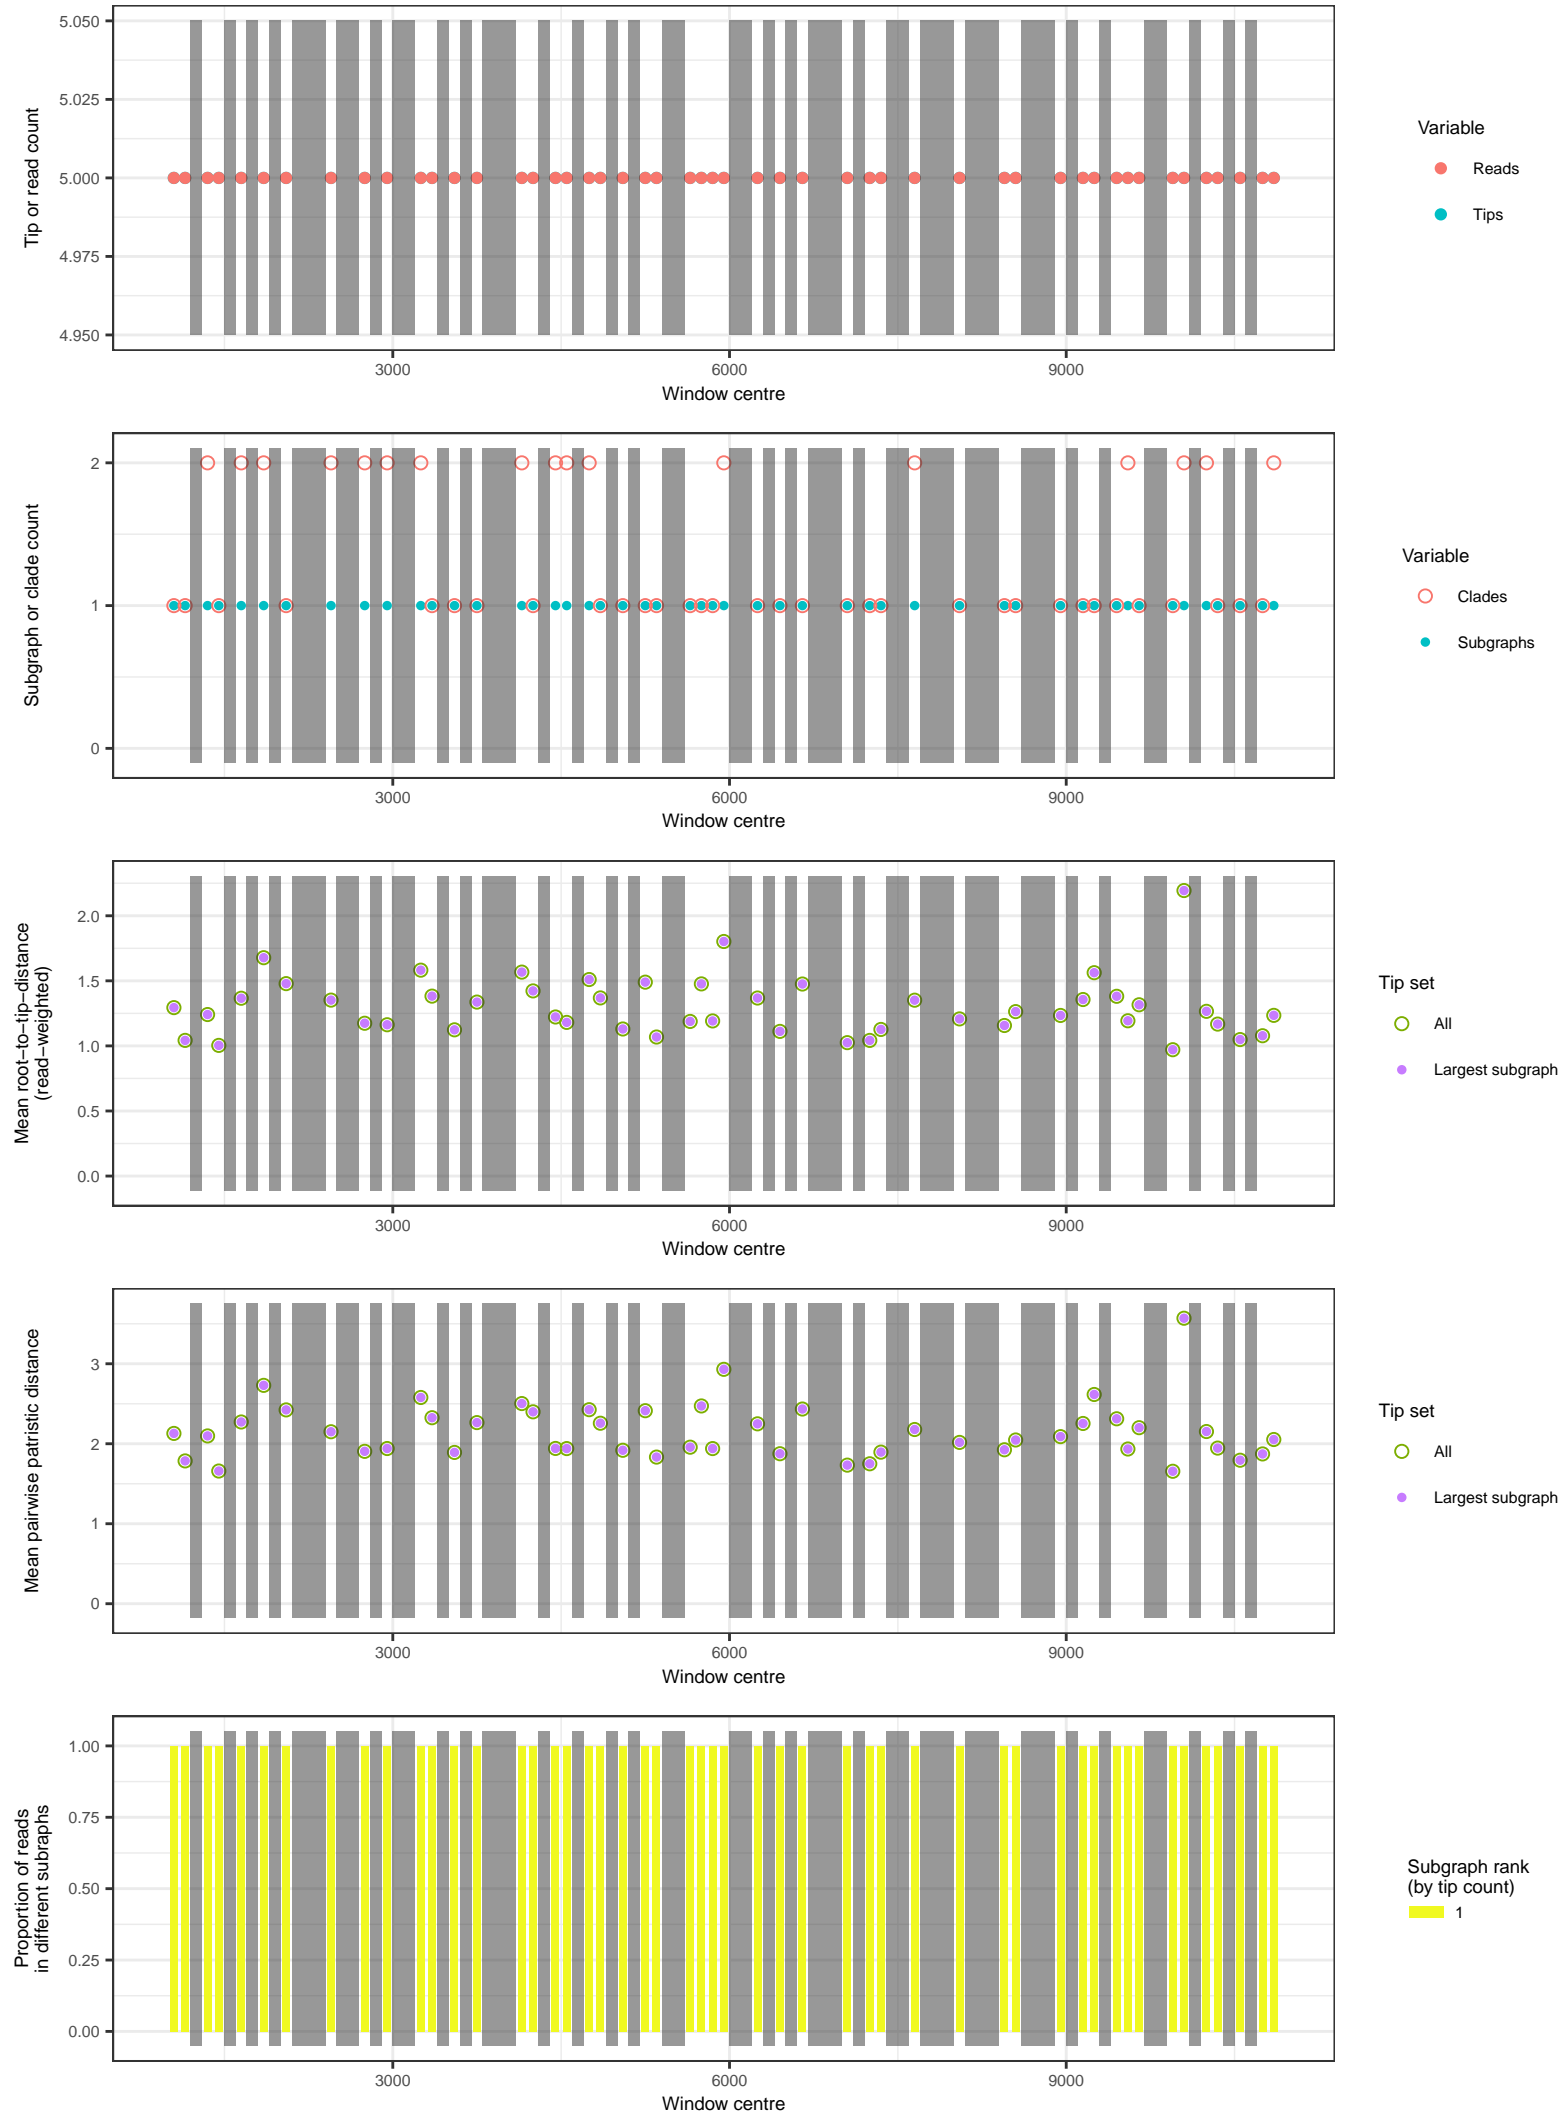 5.050
5.025
5.000
4.975
4.950
Tip or read count
3000
6000
9000
Window centre
Variable
Reads
Tips
2
1
0
Subgraph or clade count
3000
6000
9000
Window centre
Variable
Clades
Subgraphs
2.0
1.5
1.0
0.5
0.0
Mean root−to−tip−distance
(read−weighted)
3000
6000
9000
Window centre
Tip set
All
Largest subgraph
3
2
1
0
Mean pairwise patristic distance
3000
6000
9000
Window centre
Tip set
All
Largest subgraph
1.00
0.75
0.50
0.25
0.00
Proportion of reads
in different subraphs
3000
6000
9000
Window centre
Subgraph rank
(by tip count)
1